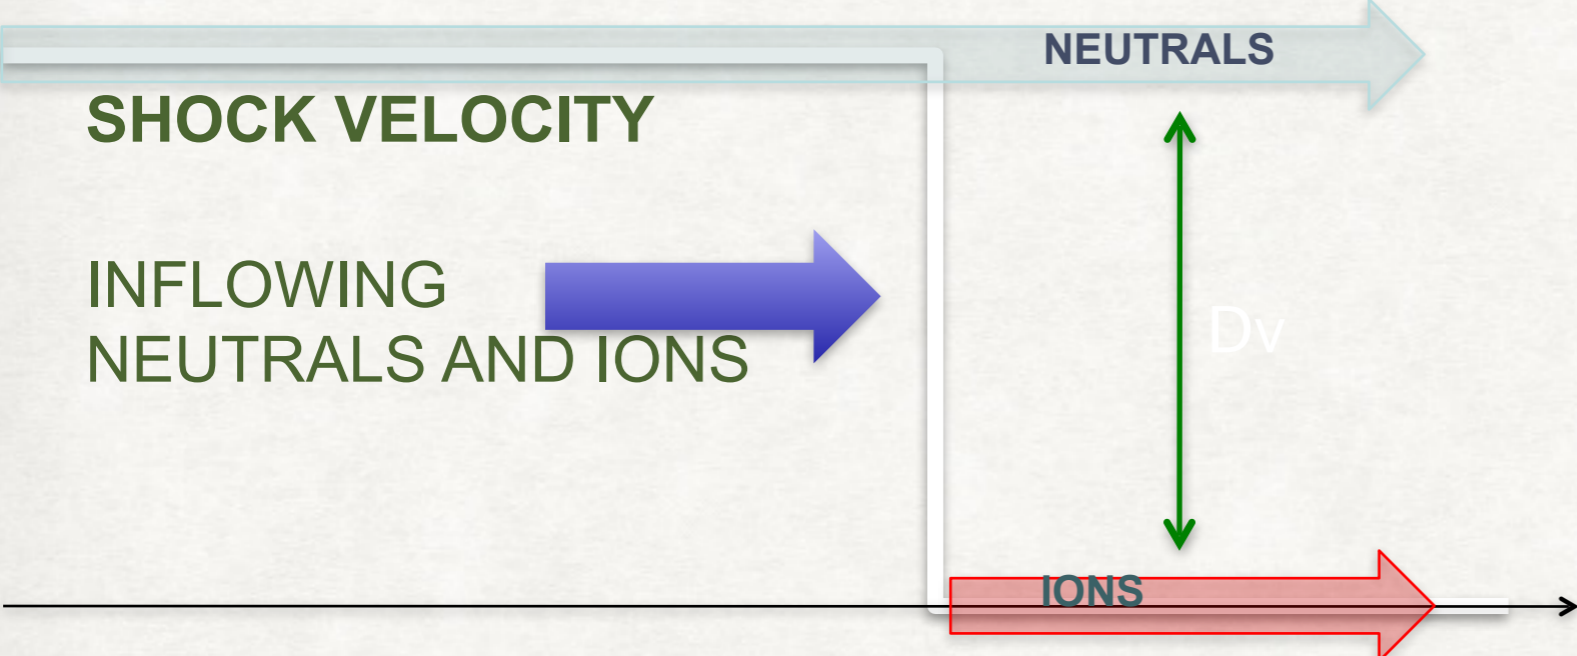 NEUTRALS
SHOCK VELOCITY
INFLOWING
NEUTRALS AND IONS
Dv
IONS